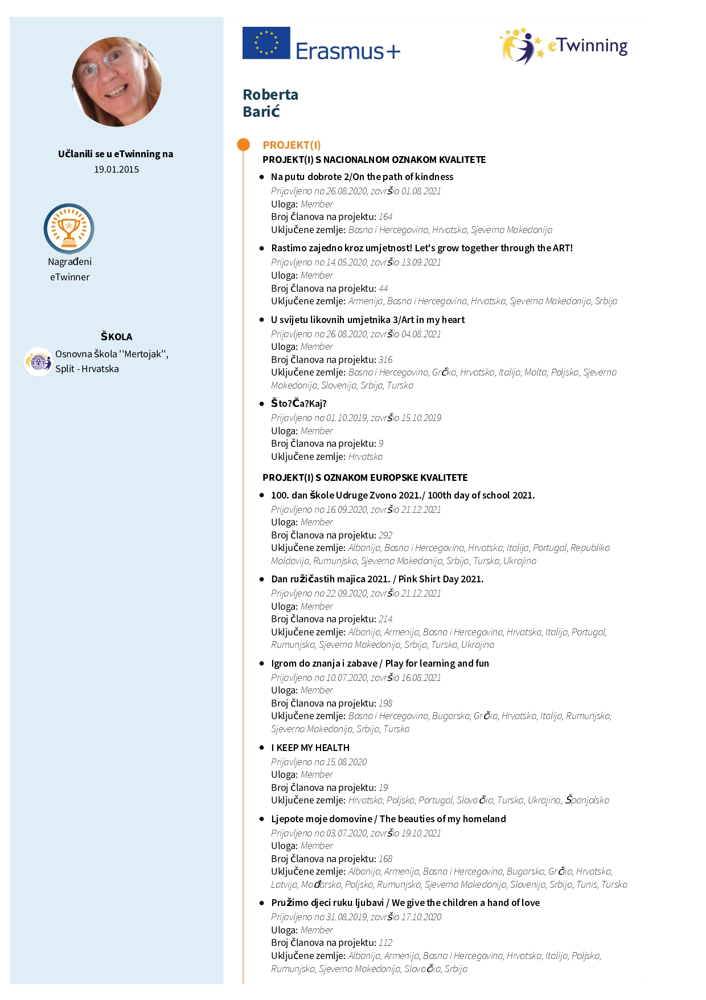 Erasmus+
eTwinning
Roberta
Barić
Učlanili se u eTwinning na
19.01.2015
Nagrađeni
eTwinner
ŠKOLA
Osnovna škola ''Mertojak'',
Split - Hrvatska
PROJEKT(I)
PROJEKT(I) S NACIONALNOM OZNAKOM KVALITETE
Na putu dobrote 2/On the path of kindness
Prijavljeno na 26.08.2020, završio 01.08.2021
Uloga: Member
Broj članova na projektu: 164
Uključene zemlje: Bosna i Hercegovina, Hrvatska, Sjeverna Makedonija
Rastimo zajedno kroz umjetnost! Let's grow together through the ART!
Prijavljeno na 14.05.2020, završio 13.09.2021
Uloga: Member
Broj članova na projektu: 44
Uključene zemlje: Armenija, Bosna i Hercegovina, Hrvatska, Sjeverna Makedonija, Srbija
U svijetu likovnih umjetnika 3/Art in my heart
Prijavljeno na 26.08.2020, završio 04.08.2021
Uloga: Member
Broj članova na projektu: 316
Uključene zemlje: Bosna i Hercegovina, Grčka, Hrvatska, Italija, Malta, Poljska, Sjeverna
Makedonija, Slovenija, Srbija, Turska
Što?Ča?Kaj?
Prijavljeno na 01.10.2019, završio 15.10.2019
Uloga: Member
Broj članova na projektu: 9
Uključene zemlje: Hrvatska
PROJEKT(I) S OZNAKOM EUROPSKE KVALITETE
100. dan škole Udruge Zvono 2021./ 100th day of school 2021.
Prijavljeno na 16.09.2020, završio 21.12.2021
Uloga: Member
Broj članova na projektu: 292
Uključene zemlje: Albanija, Bosna i Hercegovina, Hrvatska, Italija, Portugal, Republika
Moldavija, Rumunjska, Sjeverna Makedonija, Srbija, Turska, Ukrajina
Dan ružičastih majica 2021. / Pink Shirt Day 2021.
Prijavljeno na 22.09.2020, završio 21.12.2021
Uloga: Member
Broj članova na projektu: 214
Uključene zemlje: Albanija, Armenija, Bosna i Hercegovina, Hrvatska, Italija, Portugal,
Rumunjska, Sjeverna Makedonija, Srbija, Turska, Ukrajina
Igrom do znanja i zabave / Play for learning and fun
Prijavljeno na 10.07.2020, završio 16.08.2021
Uloga: Member
Broj članova na projektu: 198
Uključene zemlje: Bosna i Hercegovina, Bugarska, Grčka, Hrvatska, Italija, Rumunjska,
Sjeverna Makedonija, Srbija, Turska
I KEEP MY HEALTH
Prijavljeno na 15.08.2020
Uloga: Member
Broj članova na projektu: 19
Uključene zemlje: Hrvatska, Poljska, Portugal, Slovačka, Turska, Ukrajina, Španjolska
Ljepote moje domovine / The beauties of my homeland
Prijavljeno na 03.07.2020, završio 19.10.2021
Uloga: Member
Broj članova na projektu: 168
Uključene zemlje: Albanija, Armenija, Bosna i Hercegovina, Bugarska, Grčka, Hrvatska,
Latvija, Mađarska, Poljska, Rumunjska, Sjeverna Makedonija, Slovenija, Srbija, Tunis, Turska
Pružimo djeci ruku ljubavi / We give the children a hand of love
Prijavljeno na 31.08.2019, završio 17.10.2020
Uloga: Member
Broj članova na projektu: 112
Uključene zemlje: Albanija, Armenija, Bosna i Hercegovina, Hrvatska, Italija, Poljska,
Rumunjska, Sjeverna Makedonija, Slovačka, Srbija